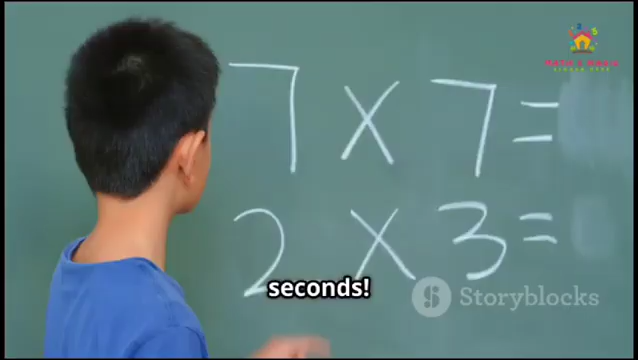 7 x 7 =
2 x 3 =
seconds!
Storyblocks